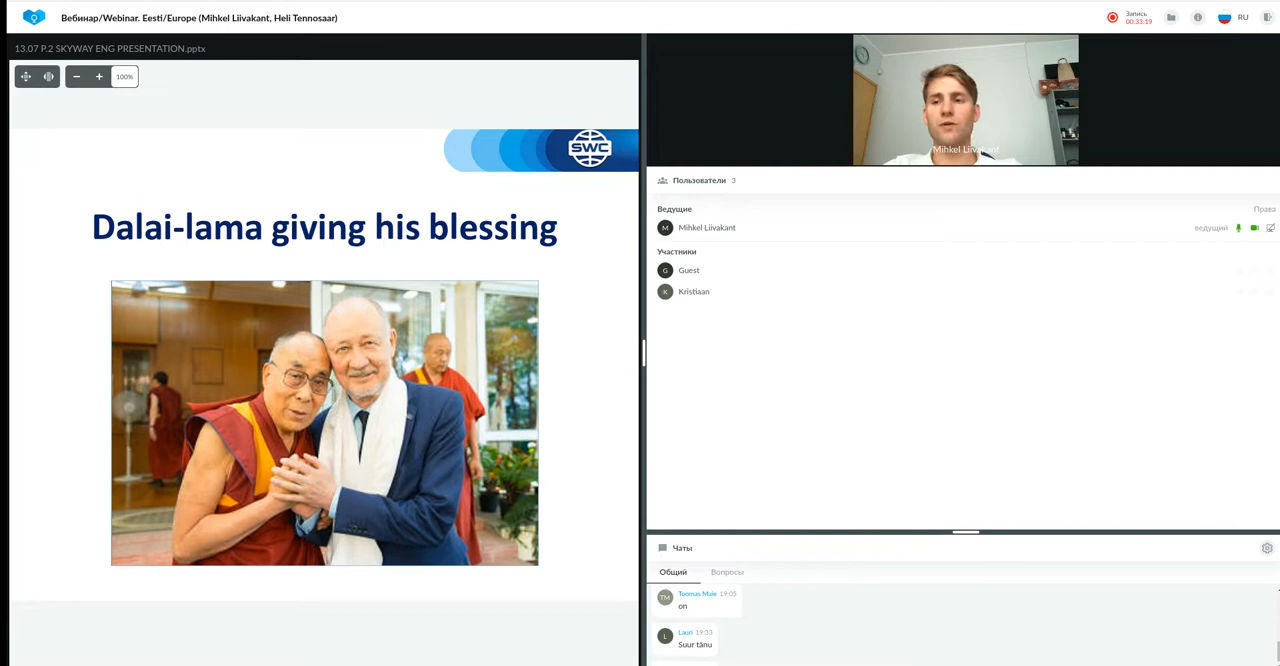 Вебинар/Webinar. Eesti/Europe (Mihkel Liivakant, Heli Tennosaar)
Запись
00:33:19
RU
13.07 P.2 SKYWAY ENG PRESENTATION.pptx
100%
SWC
Dalai-lama giving his blessing
Mihkel Liivakant
Пользователи 3
Ведущие
Права
M Mihkel Liivakant
ведущий
Участники
G Guest
K Kristiaan
Чаты
Общий Вопросы
TM Toomas Maie 19:05
on
L Lauri 19:33
Suur tänu